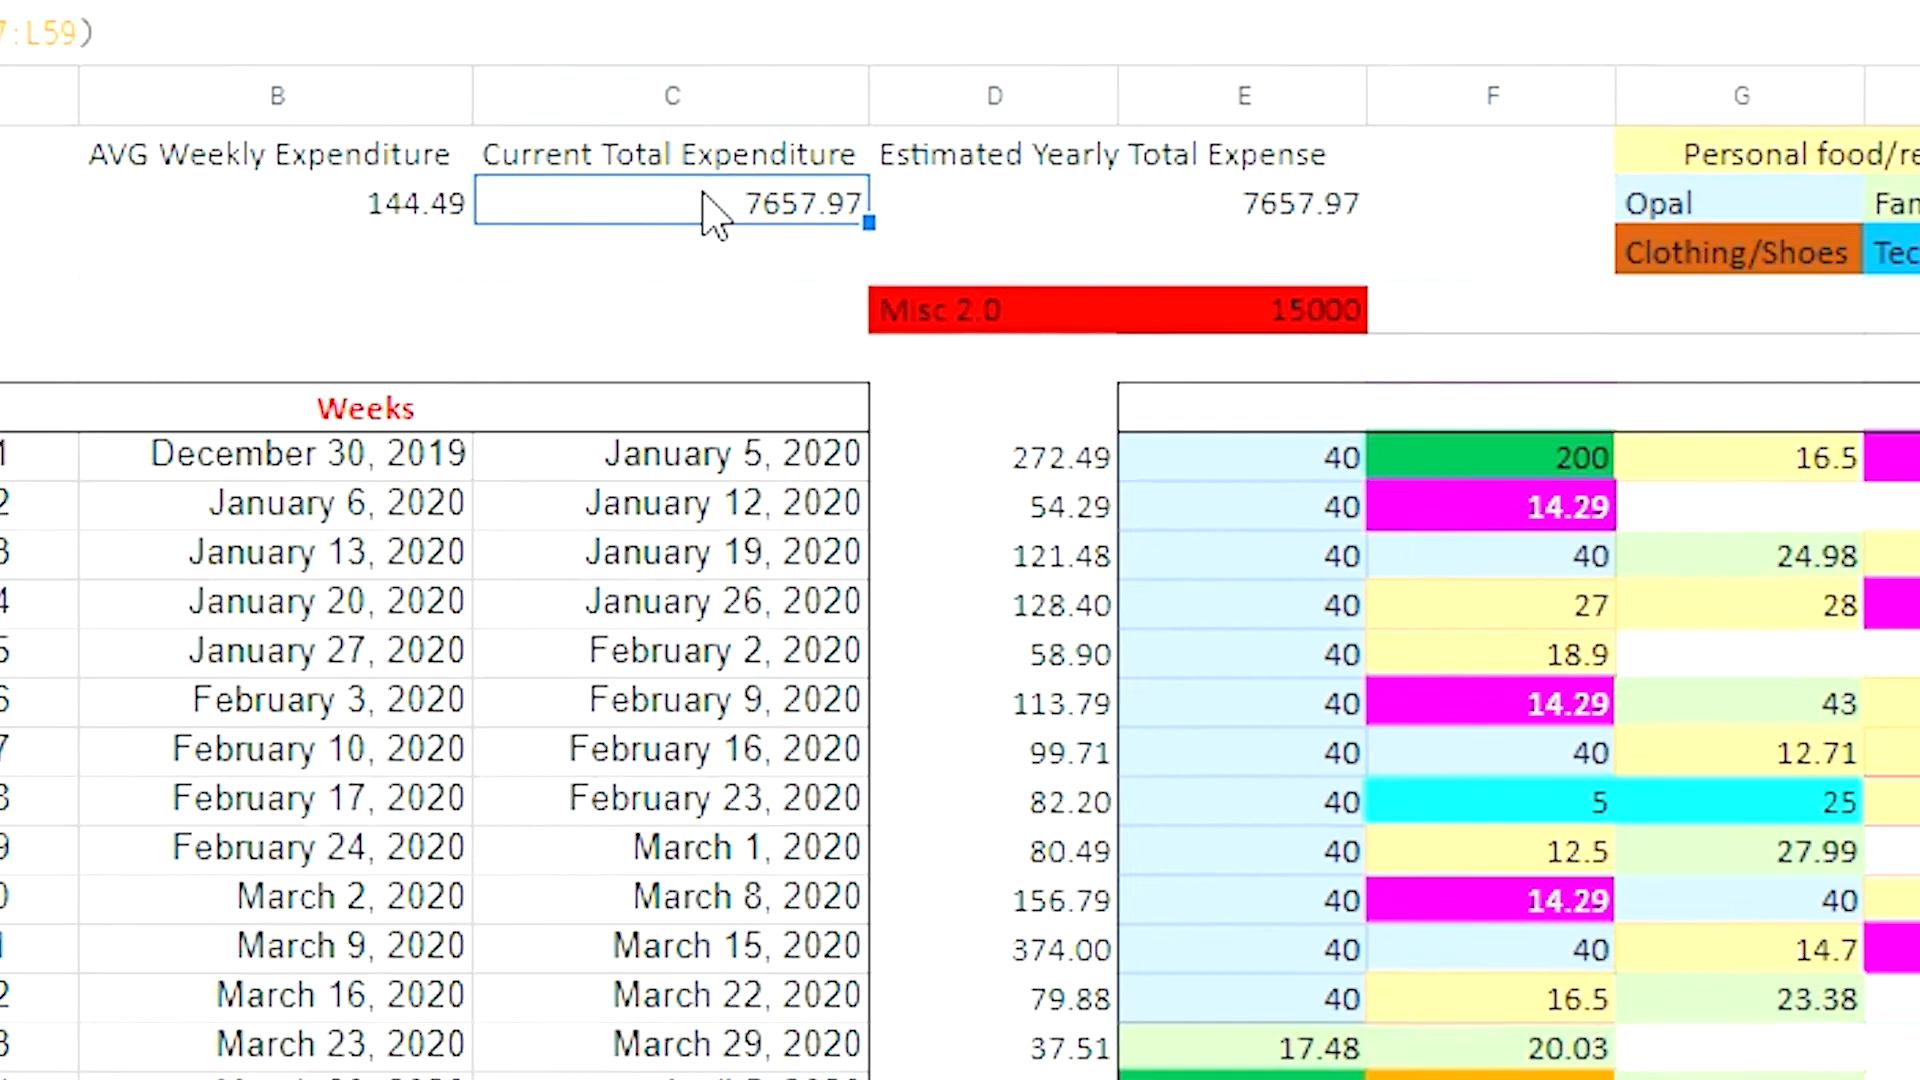 7:L59)
B C D E F G
AVG Weekly Expenditure Current Total Expenditure Estimated Yearly Total Expense Personal food/re
144.49 7657.97 7657.97 Opal Fan
Clothing/Shoes Tec
Misc 2.0 15000
Weeks
1 December 30, 2019 January 5, 2020 272.49 40 200 16.5
2 January 6, 2020 January 12, 2020 54.29 40 14.29
3 January 13, 2020 January 19, 2020 121.48 40 40 24.98
4 January 20, 2020 January 26, 2020 128.40 40 27 28
5 January 27, 2020 February 2, 2020 58.90 40 18.9
6 February 3, 2020 February 9, 2020 113.79 40 14.29 43
7 February 10, 2020 February 16, 2020 99.71 40 40 12.71
8 February 17, 2020 February 23, 2020 82.20 40 5 25
9 February 24, 2020 March 1, 2020 80.49 40 12.5 27.99
0 March 2, 2020 March 8, 2020 156.79 40 14.29 40
1 March 9, 2020 March 15, 2020 374.00 40 40 14.7
2 March 16, 2020 March 22, 2020 79.88 40 16.5 23.38
3 March 23, 2020 March 29, 2020 37.51 17.48 20.03